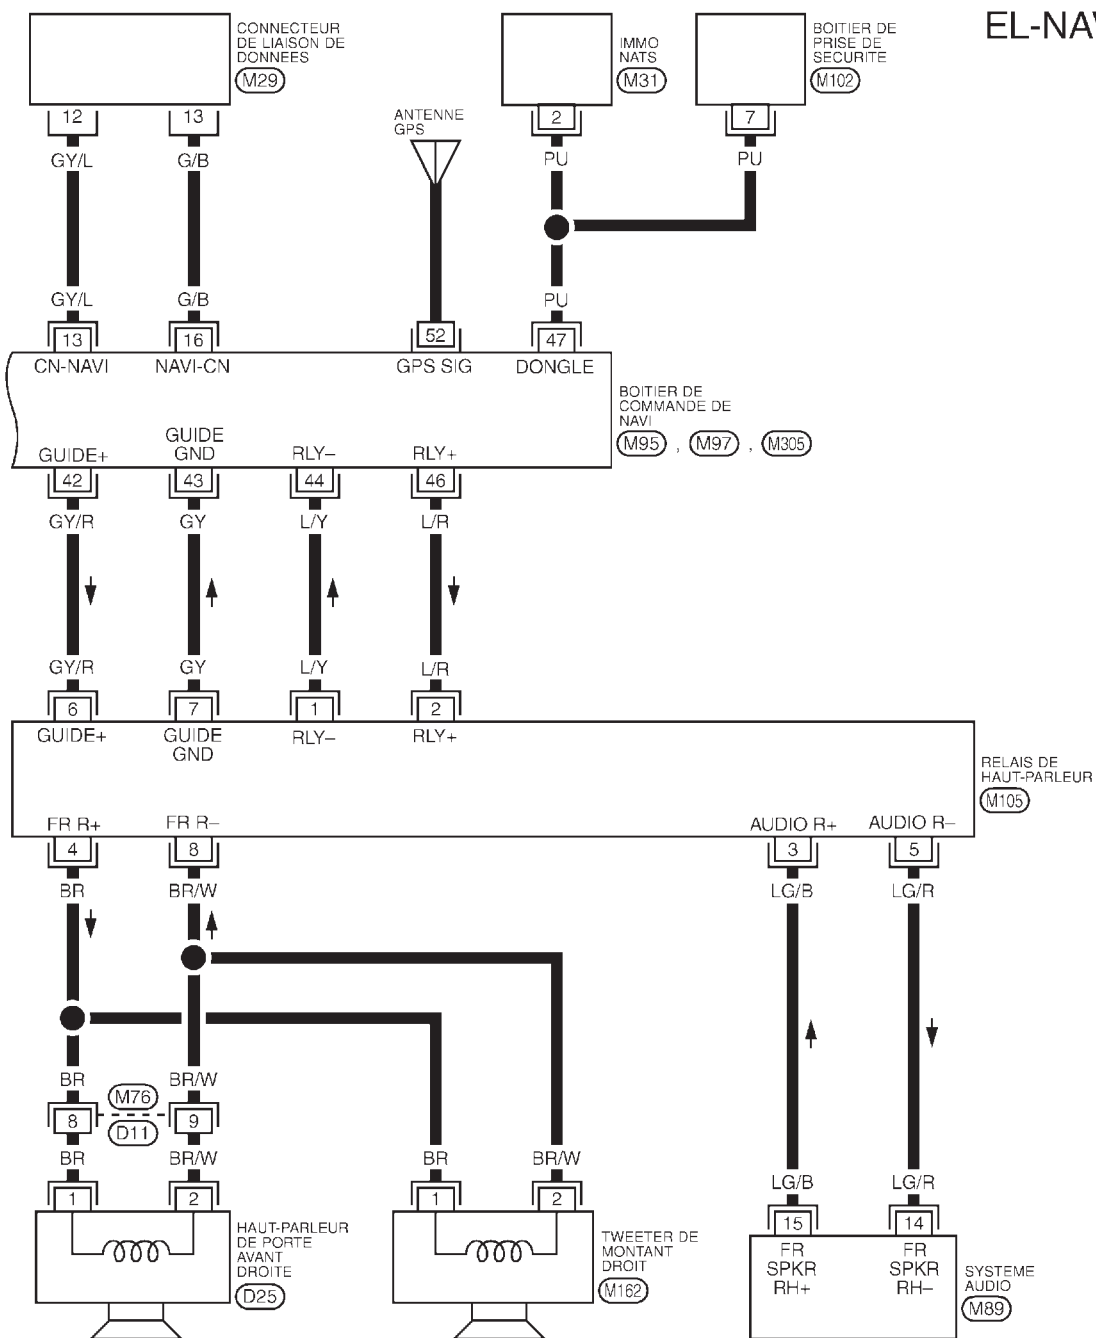 EL-NAV
CONNECTEUR
DE LIAISON DE
DONNEES
M29
IMMO
NATS
M31
BOITIER DE
PRISE DE
SECURITE
M102
12 13
ANTENNE
GPS
2 7
GY/L G/B PU PU
GY/L G/B PU
13 16 52 47
CN-NAVI NAVI-CN GPS SIG DONGLE
BOITIER DE
COMMANDE DE
NAVI
M95 , M97 , M305
GUIDE+ GUIDE
GND RLY– RLY+
42 43 44 46
GY/R GY L/Y L/R
GY/R GY L/Y L/R
6 7 1 2
GUIDE+ GUIDE
GND RLY– RLY+
RELAIS DE
HAUT-PARLEUR
M105
FR R+ FR R– AUDIO R+ AUDIO R–
4 8 3 5
BR BR/W LG/B LG/R
BR BR/W
M76
8 9
D11
BR BR/W BR BR/W
LG/B LG/R
1 2 1 2
15 14
HAUT-PARLEUR
DE PORTE
AVANT
DROITE
D25
TWEETER DE
MONTANT
DROIT
M162
FR
SPKR
RH+
FR
SPKR
RH–
SYSTEME
AUDIO
M89